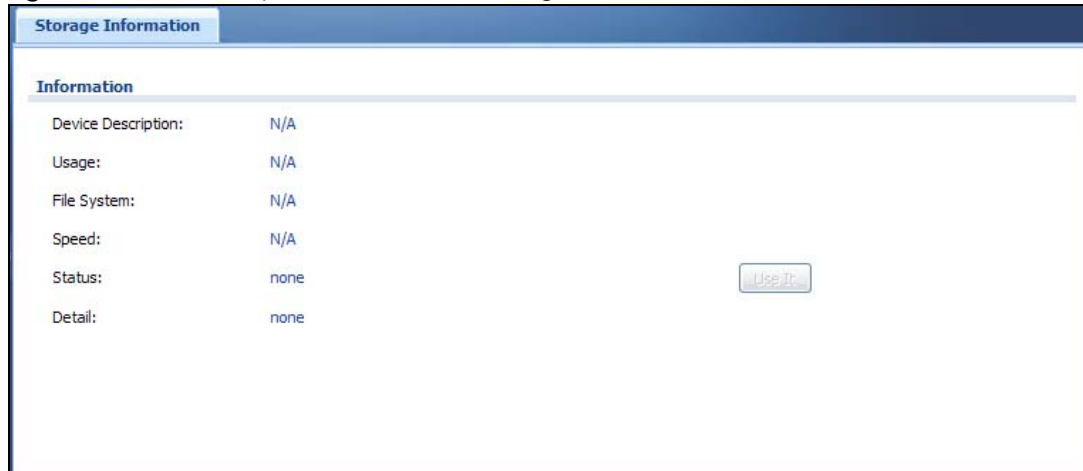 Storage Information
Information
Device Description: N/A
Usage: N/A
File System: N/A
Speed: N/A
Status: none Use It
Detail: none